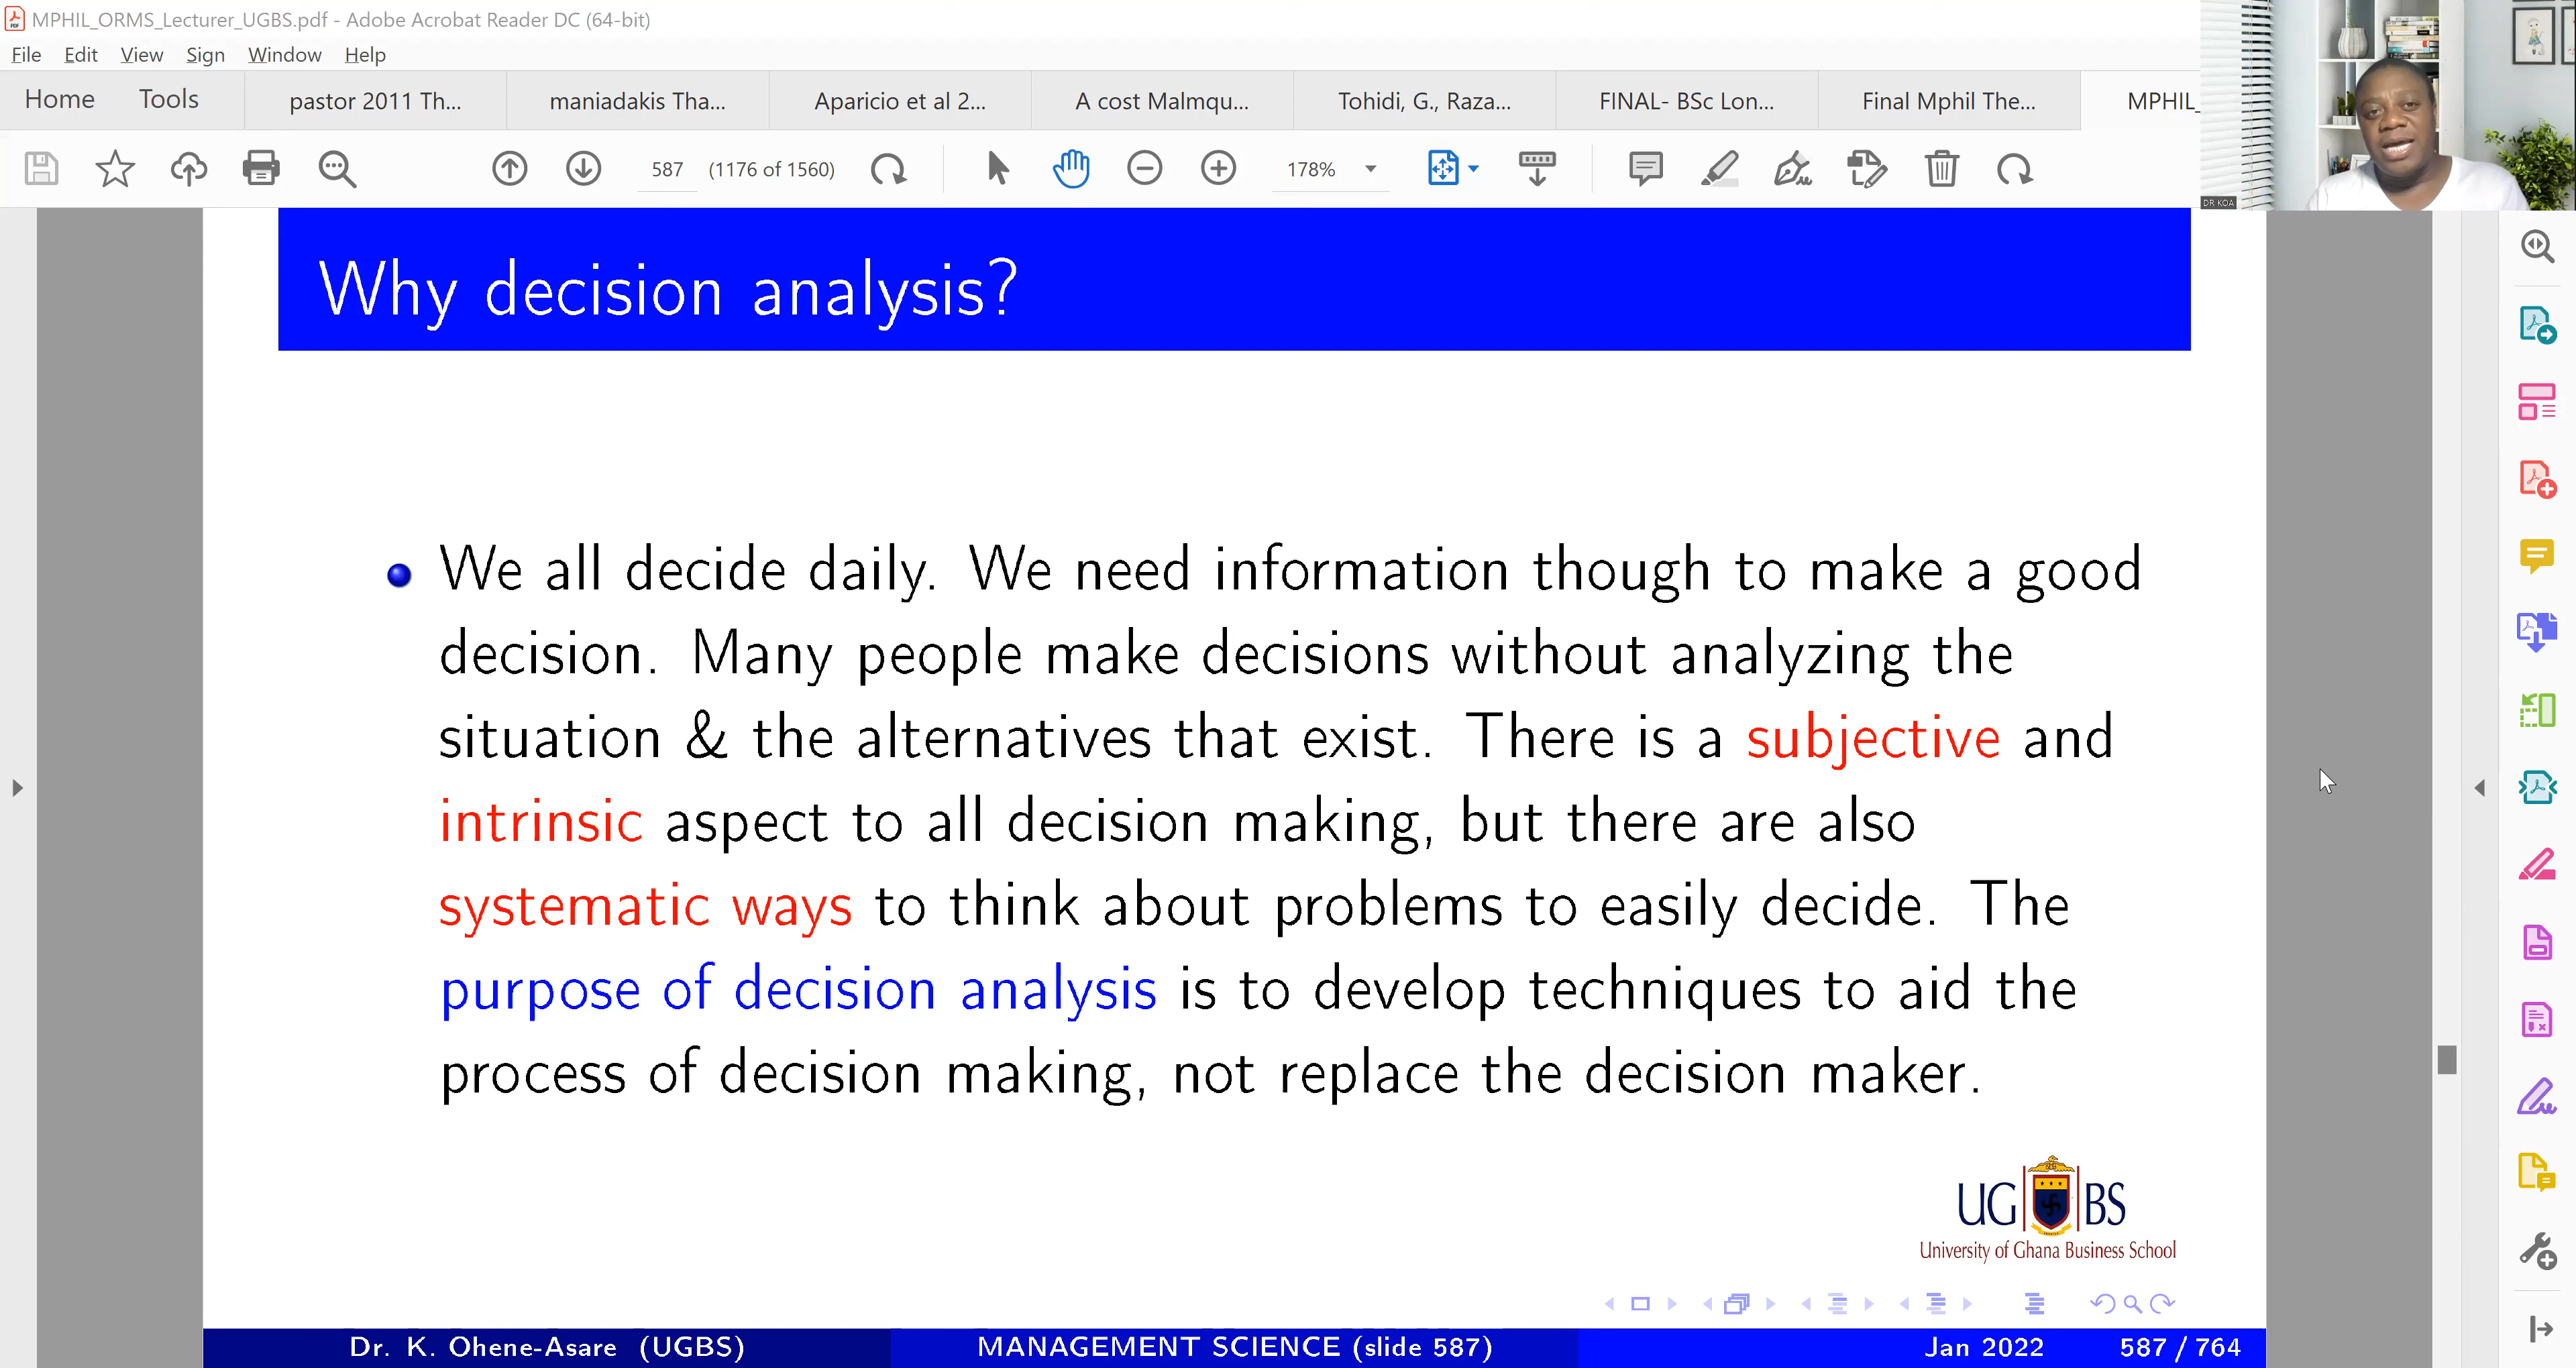 MPHIL_ORMS_Lecturer_UGBS.pdf - Adobe Acrobat Reader DC (64-bit)
File Edit View Sign Window Help
Home Tools pastor 2011 Th... maniadakis Tha... Aparicio et al 2... A cost Malmqu... Tohidi, G., Raza... FINAL- BSc Lon... Final Mphil The... MPHIL_
587 (1176 of 1560) 178%
DR KOA
Why decision analysis?
We all decide daily. We need information though to make a good
decision. Many people make decisions without analyzing the
situation & the alternatives that exist. There is a subjective and
intrinsic aspect to all decision making, but there are also
systematic ways to think about problems to easily decide. The
purpose of decision analysis is to develop techniques to aid the
process of decision making, not replace the decision maker.
UG BS
University of Ghana Business School
Dr. K. Ohene-Asare (UGBS) MANAGEMENT SCIENCE (slide 587) Jan 2022 587 / 764